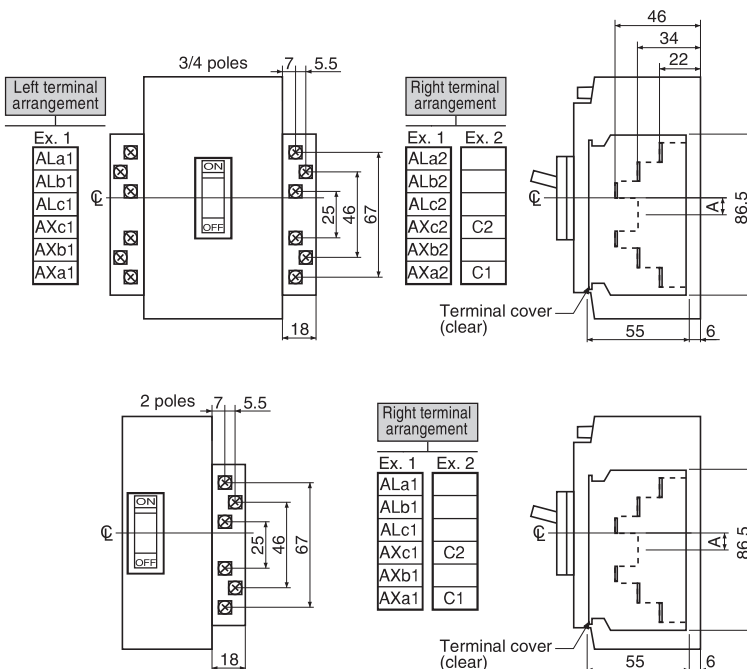 3/4 poles
7
5.5
46
34
22
Left terminal
arrangement
Right terminal
arrangement
Ex. 1
ALa1
ALb1
ALc1
AXc1
AXb1
AXa1
℄
ON
OFF
25
46
67
18
Ex. 1
Ex. 2
ALa2
ALb2
ALc2
AXc2
C2
AXb2
AXa2
C1
℄
A
86.5
Terminal cover
(clear)
55
6
2 poles
7
5.5
Right terminal
arrangement
℄
ON
OFF
25
46
67
18
Ex. 1
Ex. 2
ALa1
ALb1
ALc1
AXc1
C2
AXb1
AXa1
C1
℄
A
86.5
Terminal cover
(clear)
55
6